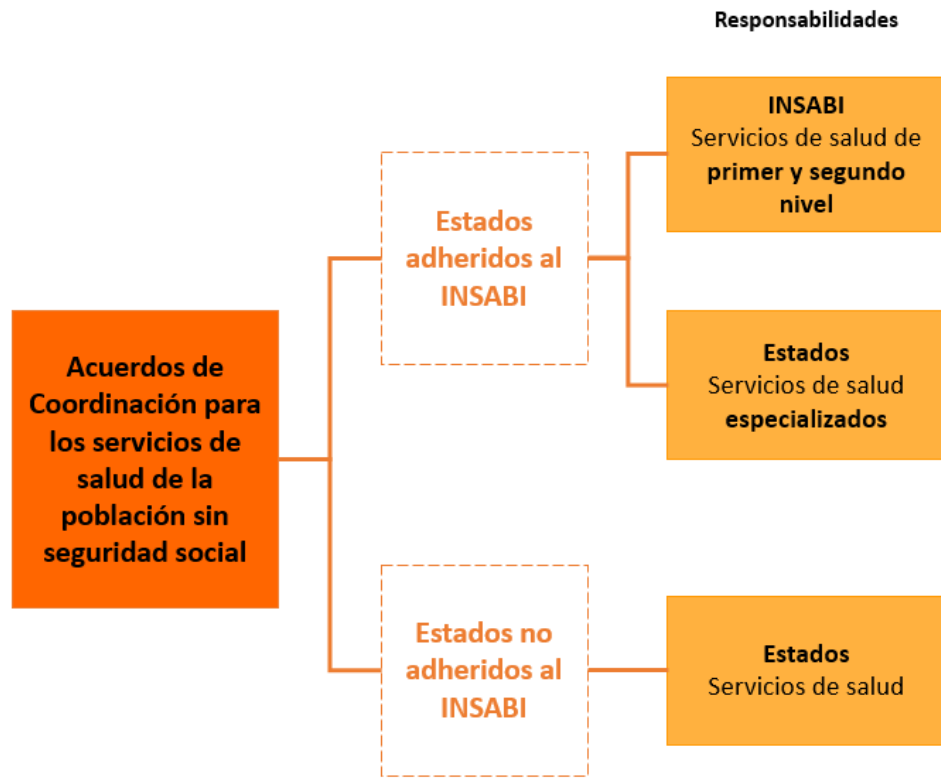 Responsabilidades
INSABI
Servicios de salud de
primer y segundo
nivel
Estados
adheridos al
INSABI
Estados
Servicios de salud
especializados
Acuerdos de
Coordinación para
los servicios de
salud de la
población sin
seguridad social
Estados no
adheridos al
INSABI
Estados
Servicios de salud